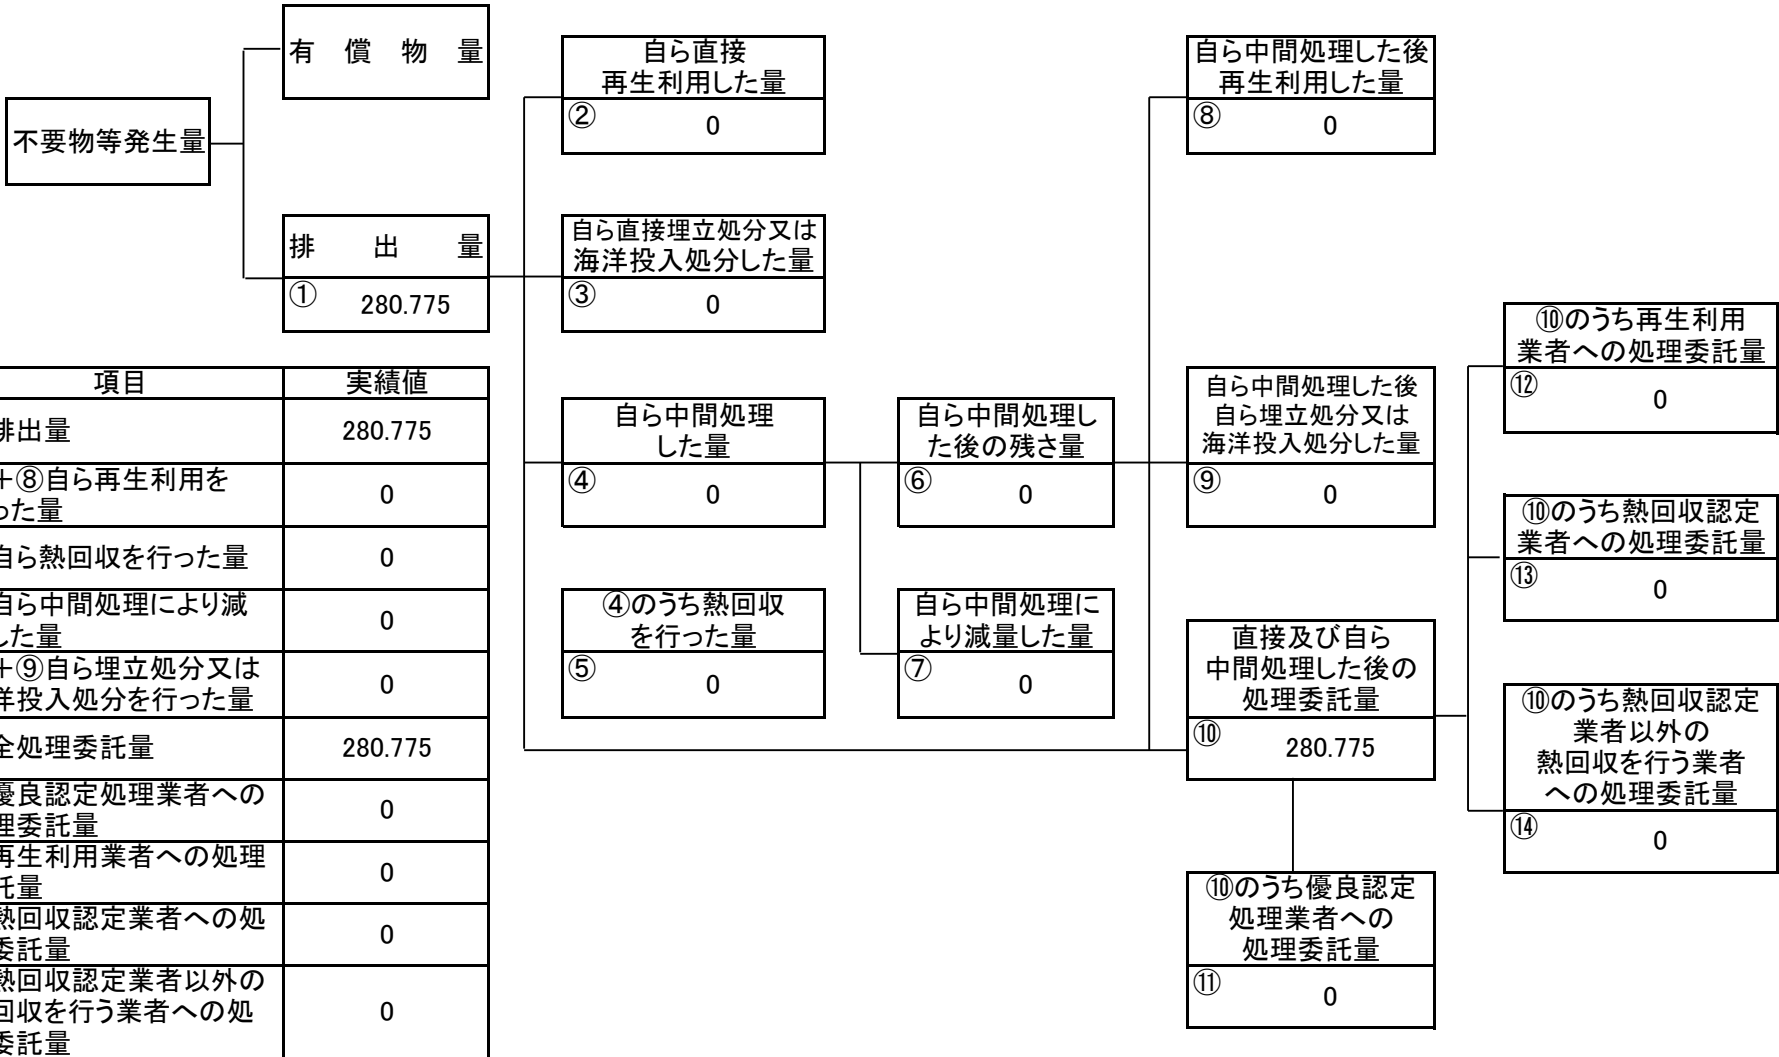 有償物量
不要物等発生量
排出量
①
280.775
自ら直接
再生利用した量
②
0
自ら直接埋立処分又は
海洋投入処分した量
③
0
自ら中間処理
した量
④
0
④のうち熱回収
を行った量
⑤
0
自ら中間処理し
た後の残さ量
⑥
0
自ら中間処理に
より減量した量
⑦
0
自ら中間処理した後
再生利用した量
⑧
0
自ら中間処理した後
自ら埋立処分又は
海洋投入処分した量
⑨
0
直接及び自ら
中間処理した後の
処理委託量
⑩
280.775
⑩のうち優良認定
処理業者への
処理委託量
⑪
0
⑩のうち再生利用
業者への処理委託量
⑫
0
⑩のうち熱回収認定
業者への処理委託量
⑬
0
⑩のうち熱回収認定
業者以外の
熱回収を行う業者
への処理委託量
⑭
0
項目
実績値
排出量
280.775
+⑧自ら再生利用を
った量
0
自ら熱回収を行った量
0
自ら中間処理により減
した量
0
+⑨自ら埋立処分又は
洋投入処分を行った量
0
全処理委託量
280.775
優良認定処理業者への
理委託量
0
再生利用業者への処理
託量
0
熱回収認定業者への処
委託量
0
熱回収認定業者以外の
回収を行う業者への処
委託量
0